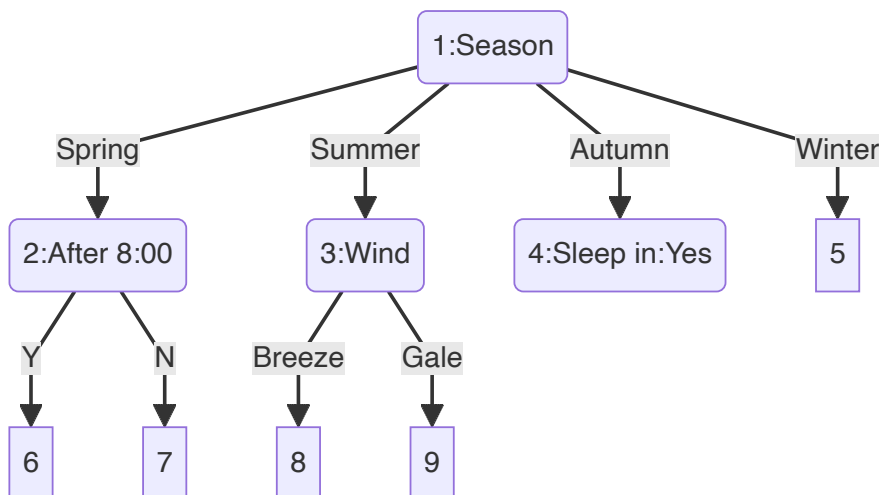 1:Season
Spring
Summer
Autumn
Winter
2:After 8:00
3:Wind
4:Sleep in:Yes
5
Y
N
Breeze
Gale
6
7
8
9